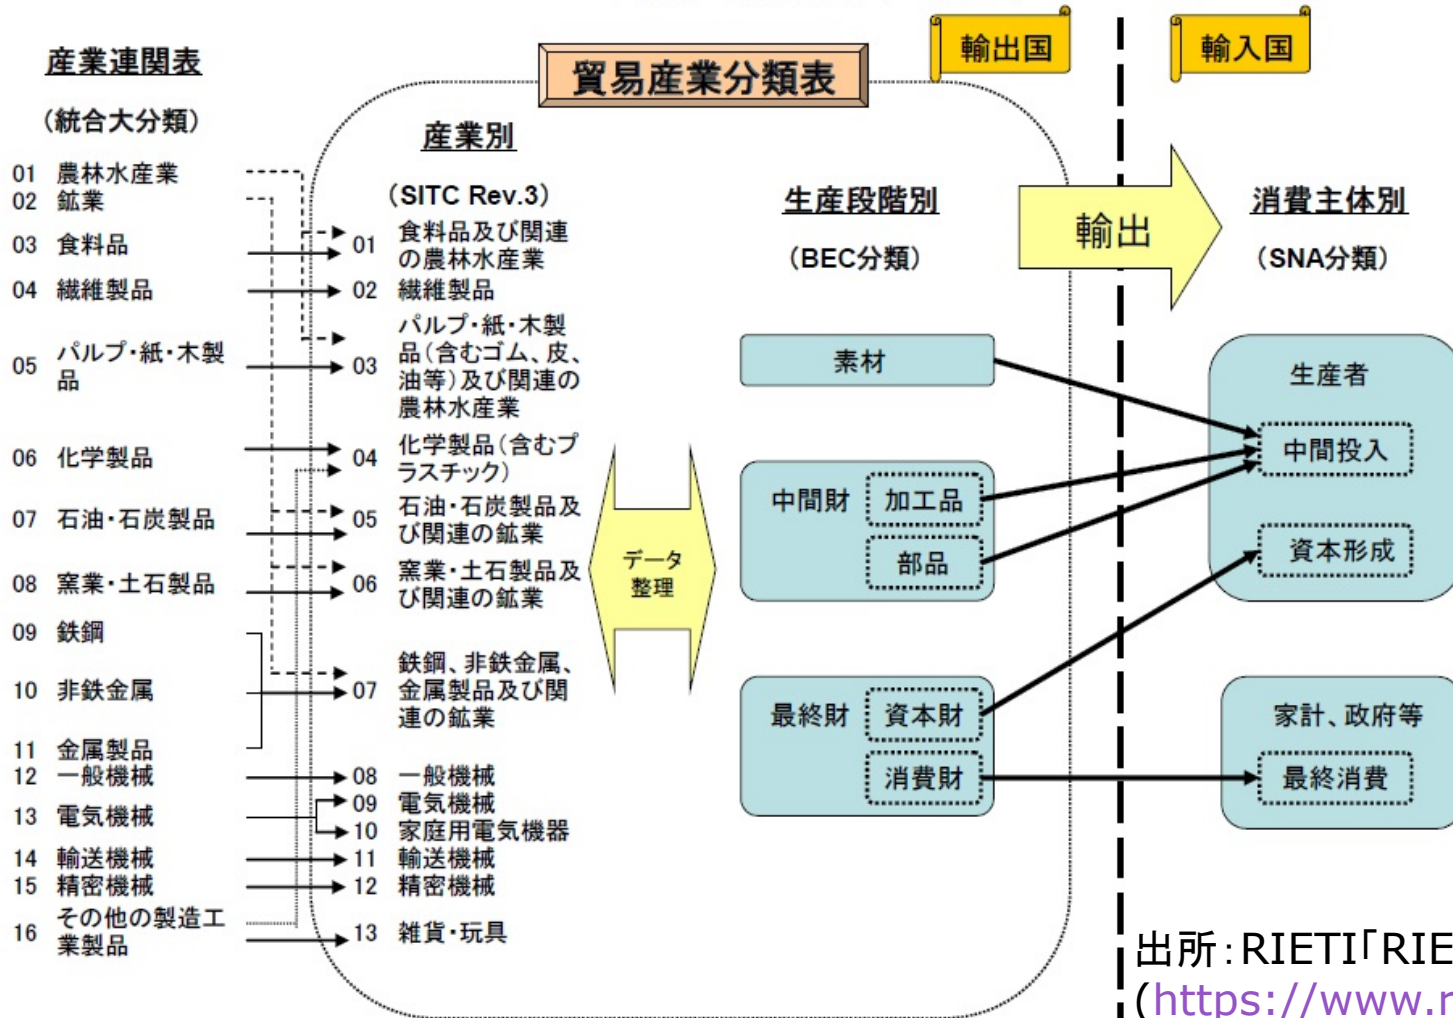 産業連関表
（統合大分類）
01 農林水産業
02 鉱業
03 食料品
04 繊維製品
05 パルプ・紙・木製
品
06 化学製品
07 石油・石炭製品
08 窯業・土石製品
09 鉄鋼
10 非鉄金属
11 金属製品
12 一般機械
13 電気機械
14 輸送機械
15 精密機械
16 その他の製造工
業製品
貿易産業分類表
輸出国
輸入国
産業別
（SITC Rev.3）
01 食料品及び関連
の農林水産業
02 繊維製品
03 パルプ・紙・木製
品（含むゴム、皮、
油等）及び関連の
農林水産業
04 化学製品（含むプ
ラスチック）
05 石油・石炭製品及
び関連の鉱業
06 窯業・土石製品及
び関連の鉱業
07 鉄鋼、非鉄金属、
金属製品及び関
連の鉱業
08 一般機械
09 電気機械
10 家庭用電気機器
11 輸送機械
12 精密機械
13 雑貨・玩具
データ
整理
生産段階別
（BEC分類）
素材
中間財
加工品
部品
最終財
資本財
消費財
輸出
消費主体別
（SNA分類）
生産者
中間投入
資本形成
家計、政府等
最終消費
出所：RIETI「RIE
(https://www.r